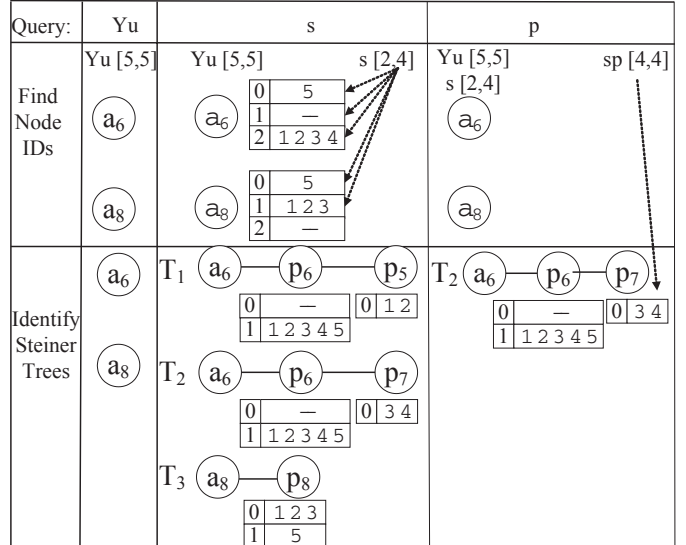 Query: Yu s p
Find Node IDs
Yu [5,5]
a6
a8
Yu [5,5] s [2,4]
a6
0 5
1 —
2 1 2 3 4
a8
0 5
1 1 2 3
2 —
Yu [5,5] sp [4,4]
s [2,4]
a6
a8
Identify Steiner Trees
a6
a8
T1 a6 p6 p5
0 — 0 1 2
1 1 2 3 4 5
T2 a6 p6 p7
0 — 0 3 4
1 1 2 3 4 5
T3 a8 p8
0 1 2 3
1 5
T2 a6 p6 p7
0 — 0 3 4
1 1 2 3 4 5